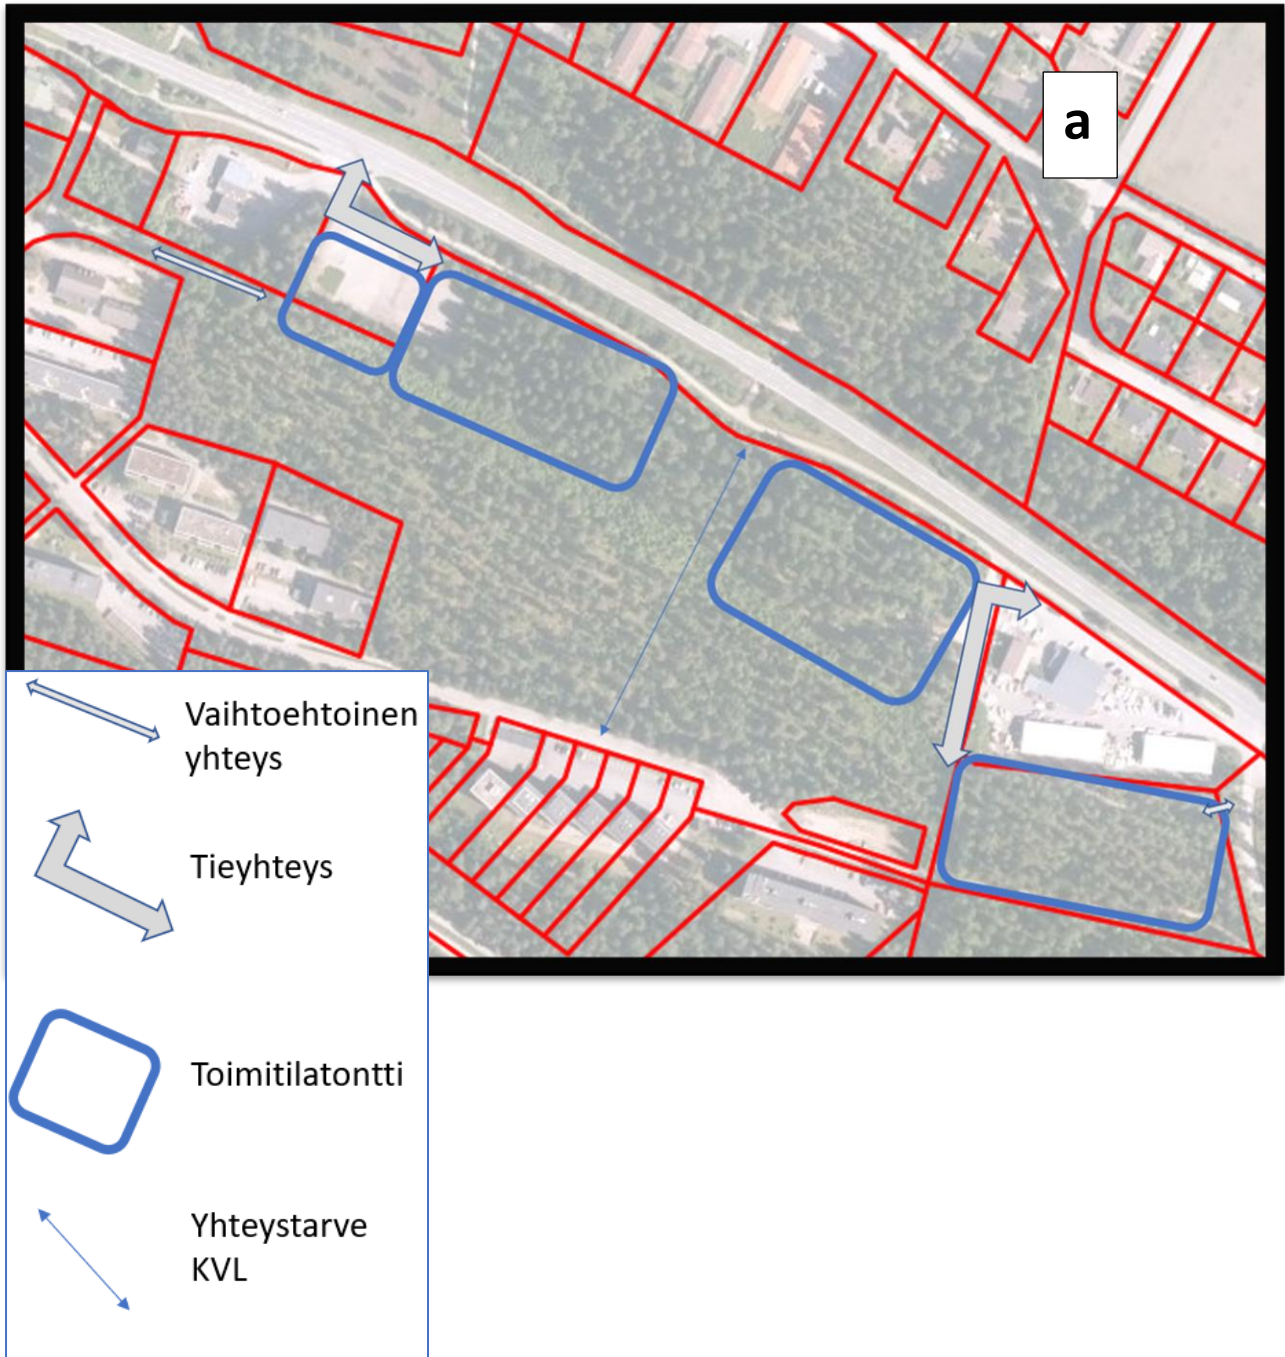 a
Vaihtoehtoinen
yhteys
Tieyhteys
Toimitilatontti
Yhteystarve
KVL